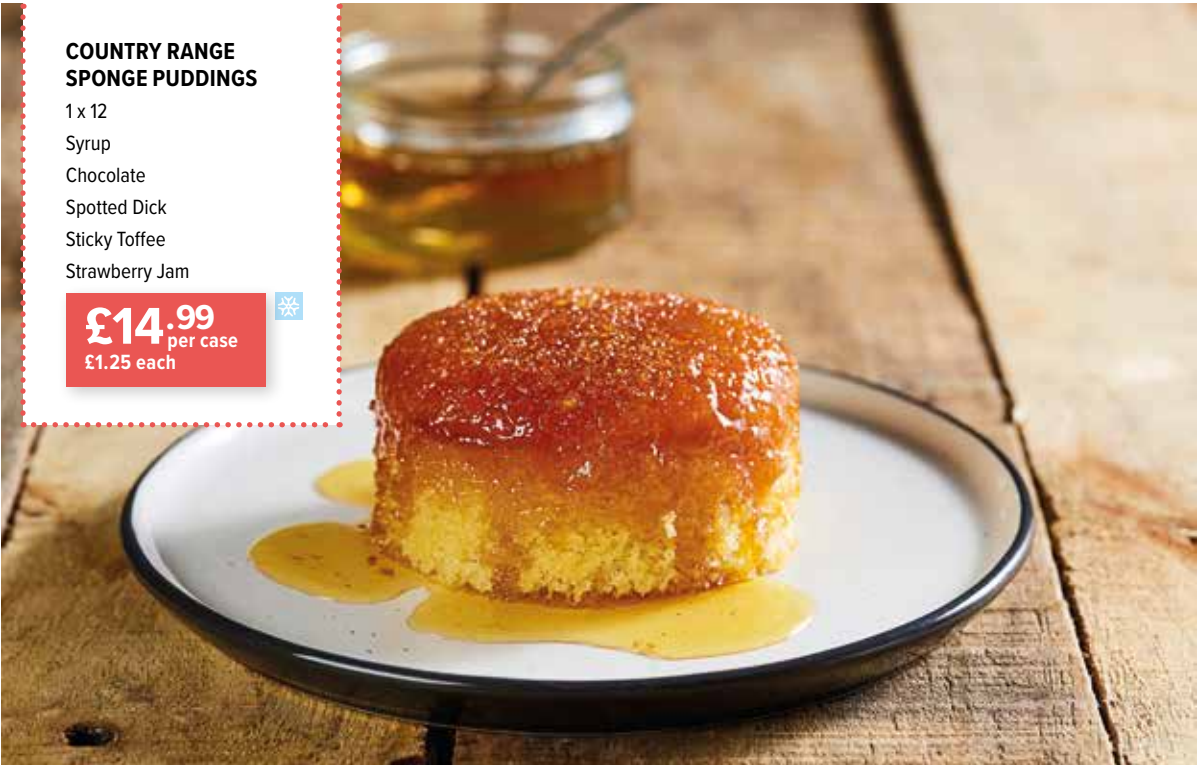 COUNTRY RANGE
SPONGE PUDDINGS
1 x 12
Syrup
Chocolate
Spotted Dick
Sticky Toffee
Strawberry Jam
£14.99
per case
£1.25 each